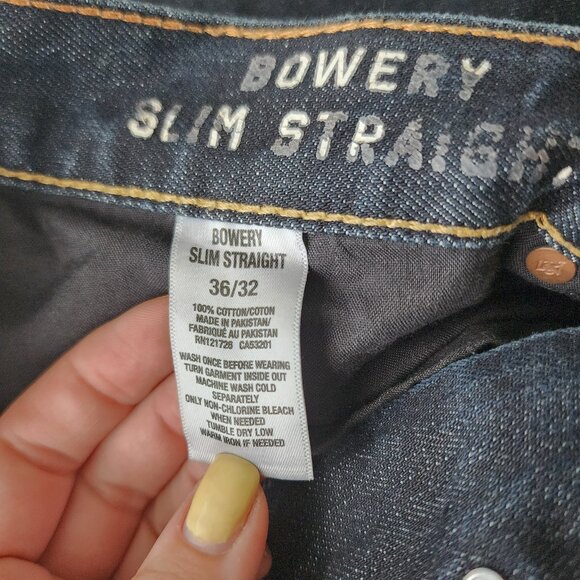 BOWERY
SLIM STRAIGH
BOWERY
SLIM STRAIGHT
36/32
100% COTTON/COTON
MADE IN PAKISTAN/
FABRIQUÉ AU PAKISTAN
RN121726 CA53201
WASH ONCE BEFORE WEARING
TURN GARMENT INSIDE OUT
MACHINE WASH COLD
SEPARATELY
ONLY NON-CHLORINE BLEACH
WHEN NEEDED
TUMBLE DRY LOW
WARM IRON IF NEEDED